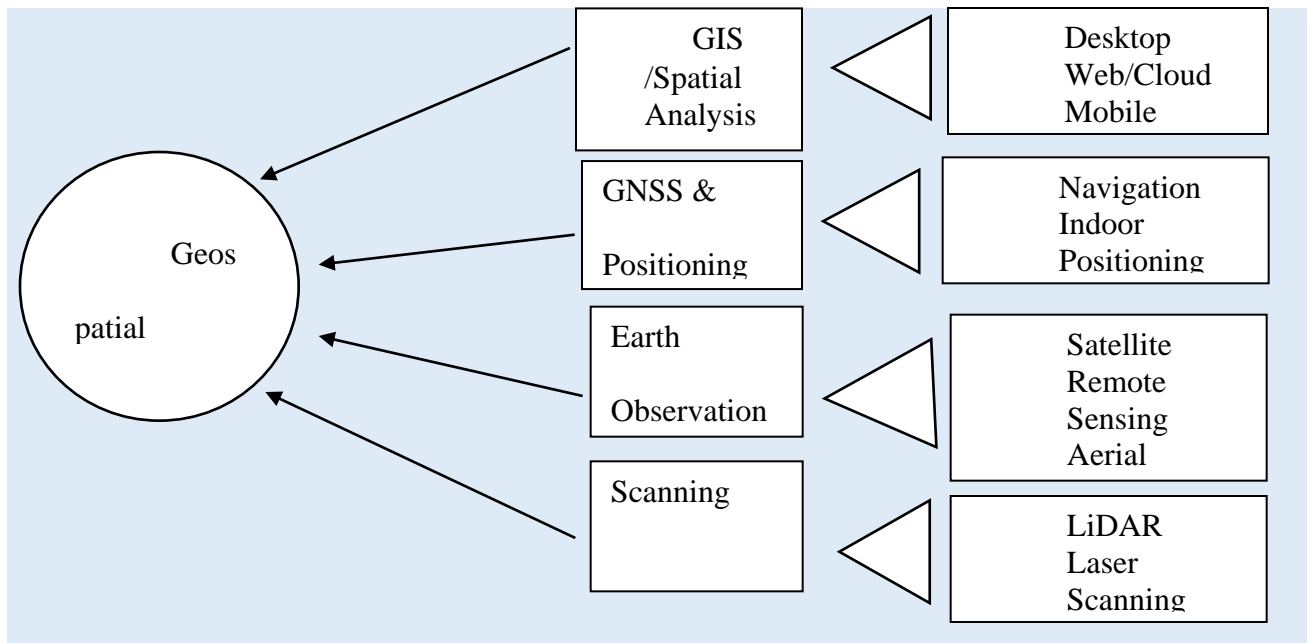 GIS
/Spatial
Analysis
Desktop
Web/Cloud
Mobile
GNSS &
Positioning
Navigation
Indoor
Positioning
Geos
patial
Earth
Observation
Satellite
Remote
Sensing
Aerial
Scanning
LiDAR
Laser
Scanning